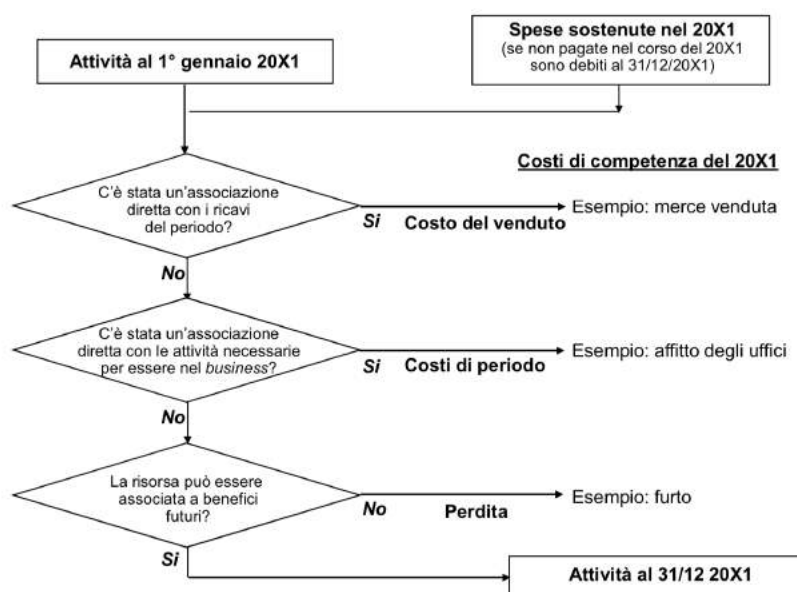 Attività al 1° gennaio 20X1
Spese sostenute nel 20X1
(se non pagate nel corso del 20X1
sono debiti al 31/12/20X1)
Costi di competenza del 20X1
C'è stata un'associazione
diretta con i ricavi
del periodo?
Si
Costo del venduto
Esempio: merce venduta
No
C'è stata un'associazione
diretta con le attività necessarie
per essere nel business?
Si
Costi di periodo
Esempio: affitto degli uffici
No
La risorsa può essere
associata a benefici
futuri?
No
Perdita
Esempio: furto
Si
Attività al 31/12 20X1